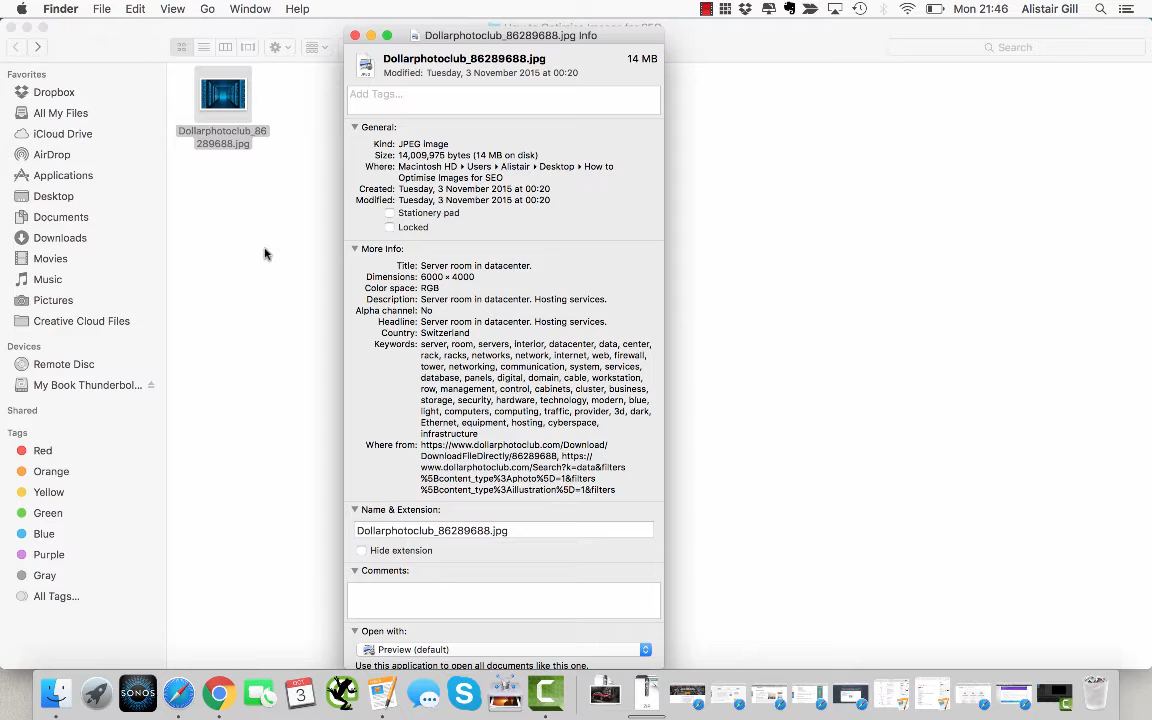 Finder File Edit View Go Window Help
Mon 21:46 Alistair Gill
Search
Favorites
Dropbox
All My Files
iCloud Drive
AirDrop
Applications
Desktop
Documents
Downloads
Movies
Music
Pictures
Creative Cloud Files
Devices
Remote Disc
My Book Thunderbol...
Shared
Tags
Red
Orange
Yellow
Green
Blue
Purple
Gray
All Tags...
Dollarphotoclub_86
289688.jpg
Dollarphotoclub_86289688.jpg Info
JPEG
Dollarphotoclub_86289688.jpg 14 MB
Modified: Tuesday, 3 November 2015 at 00:20
Add Tags...
General:
Kind: JPEG image
Size: 14,009,975 bytes (14 MB on disk)
Where: Macintosh HD ▸ Users ▸ Alistair ▸ Desktop ▸ How to
Optimise Images for SEO
Created: Tuesday, 3 November 2015 at 00:20
Modified: Tuesday, 3 November 2015 at 00:20
Stationery pad
Locked
More Info:
Title: Server room in datacenter.
Dimensions: 6000 × 4000
Color space: RGB
Description: Server room in datacenter. Hosting services.
Alpha channel: No
Headline: Server room in datacenter. Hosting services.
Country: Switzerland
Keywords: server, room, servers, interior, datacenter, data, center,
rack, racks, networks, network, internet, web, firewall,
tower, networking, communication, system, services,
database, panels, digital, domain, cable, workstation,
row, management, control, cabinets, cluster, business,
storage, security, hardware, technology, modern, blue,
light, computers, computing, traffic, provider, 3d, dark,
Ethernet, equipment, hosting, cyberspace,
infrastructure
Where from: https://www.dollarphotoclub.com/Download/
DownloadFileDirectly/86289688, https://
www.dollarphotoclub.com/Search?k=data&filters
%5Bcontent_type%3Aphoto%5D=1&filters
%5Bcontent_type%3Aillustration%5D=1&filters
Name & Extension:
Dollarphotoclub_86289688.jpg
Hide extension
Comments:
Open with:
Preview (default)
Use this application to open all documents like this one.
SONOS
OCT
3
ZIP